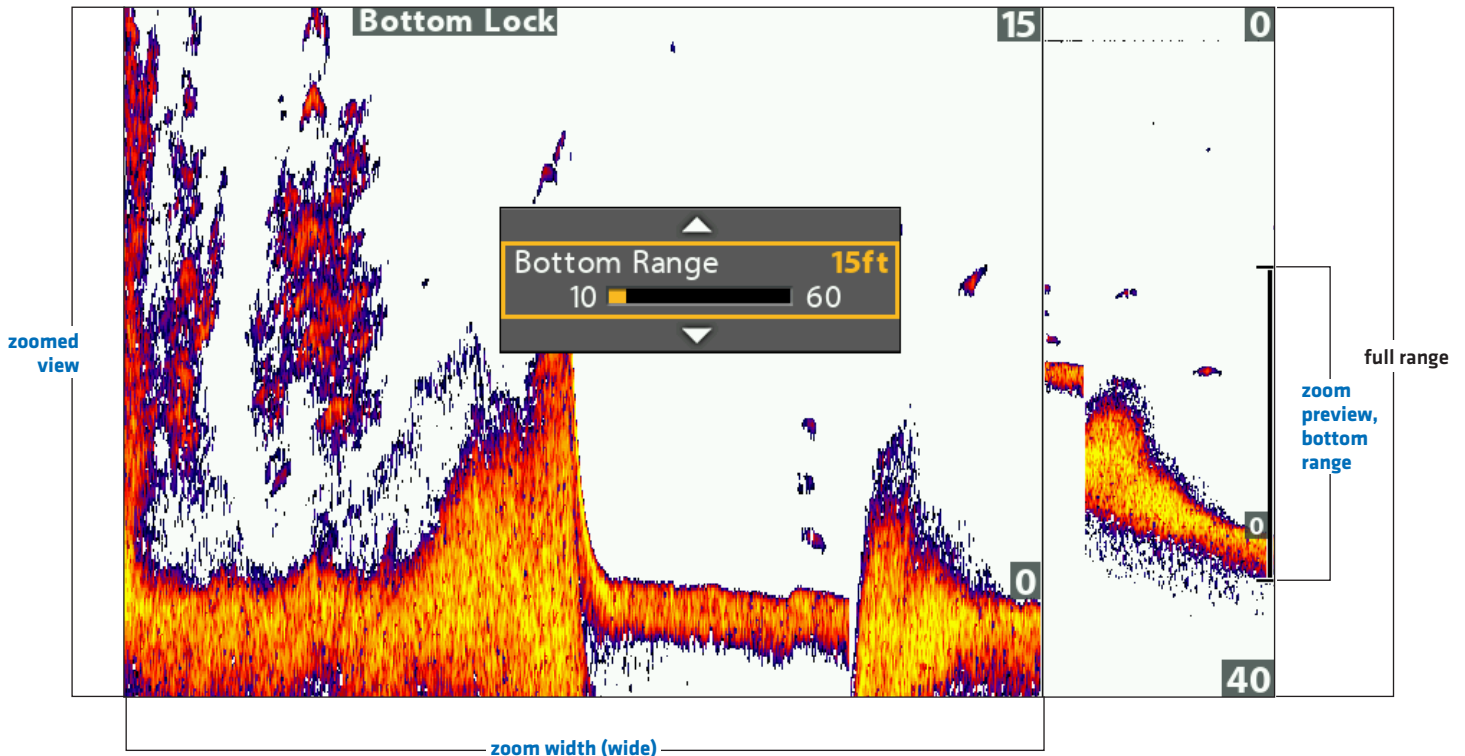 Bottom Lock
15
0
Bottom Range 15ft
10 60
zoomed
view
full range
zoom
preview,
bottom
range
0
0
40
zoom width (wide)